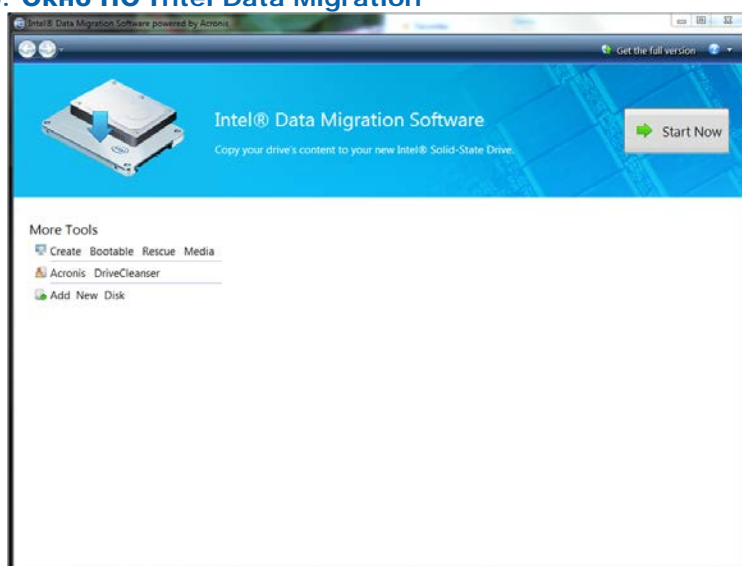 Окно ПО Intel Data Migration
Intel® Data Migration Software powered by Acronis
Get the full version
Intel® Data Migration Software
Copy your drive's content to your new Intel® Solid-State Drive.
Start Now
More Tools
Create Bootable Rescue Media
Acronis DriveCleanser
Add New Disk